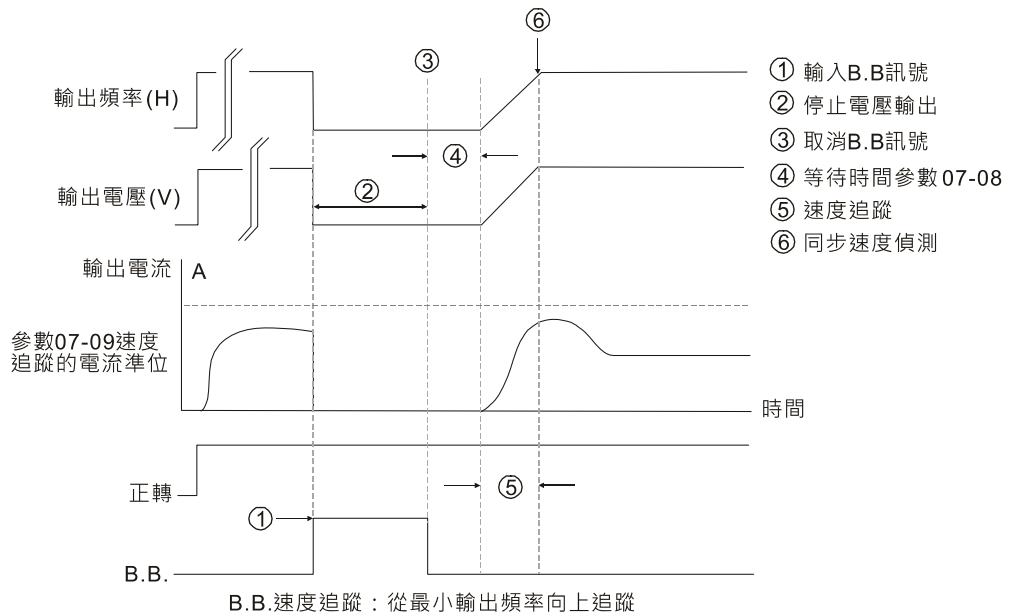 ⑥
③
輸出頻率(H)
④
輸出電壓(V)
②
① 輸入B.B訊號
② 停止電壓輸出
③ 取消B.B訊號
④ 等待時間參數07-08
⑤ 速度追蹤
⑥ 同步速度偵測
輸出電流 A
參數07-09速度
追蹤的電流準位
時間
正轉
⑤
①
B.B.
B.B.速度追蹤：從最小輸出頻率向上追蹤